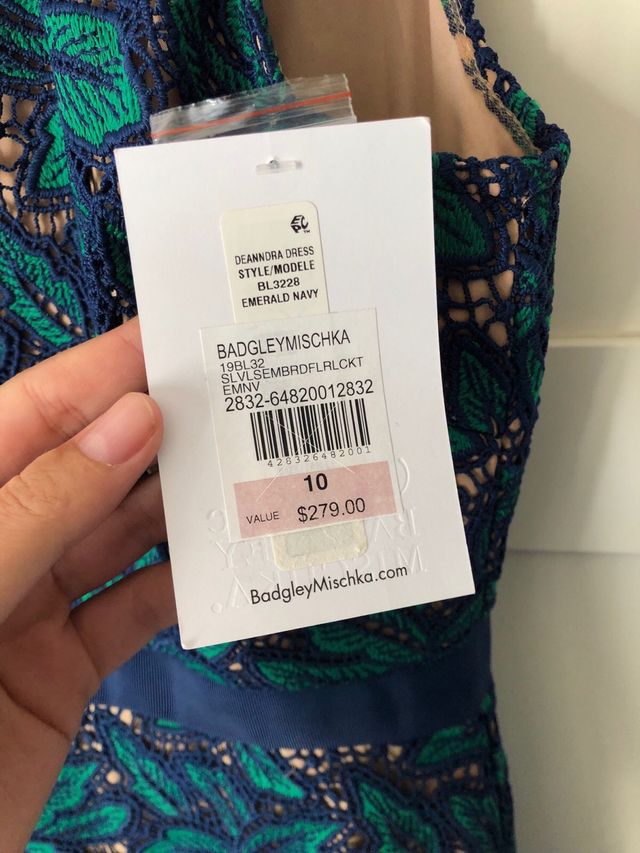 DEANNDRA DRESS
STYLE/MODELE
BL3228
EMERALD NAVY
BADGLEYMISCHKA
19BL32
SLVLSEMBRDFLRLCKT
EMNV
2832-64820012832
428326482001
10
VALUE $279.00
BadgleyMischka.com